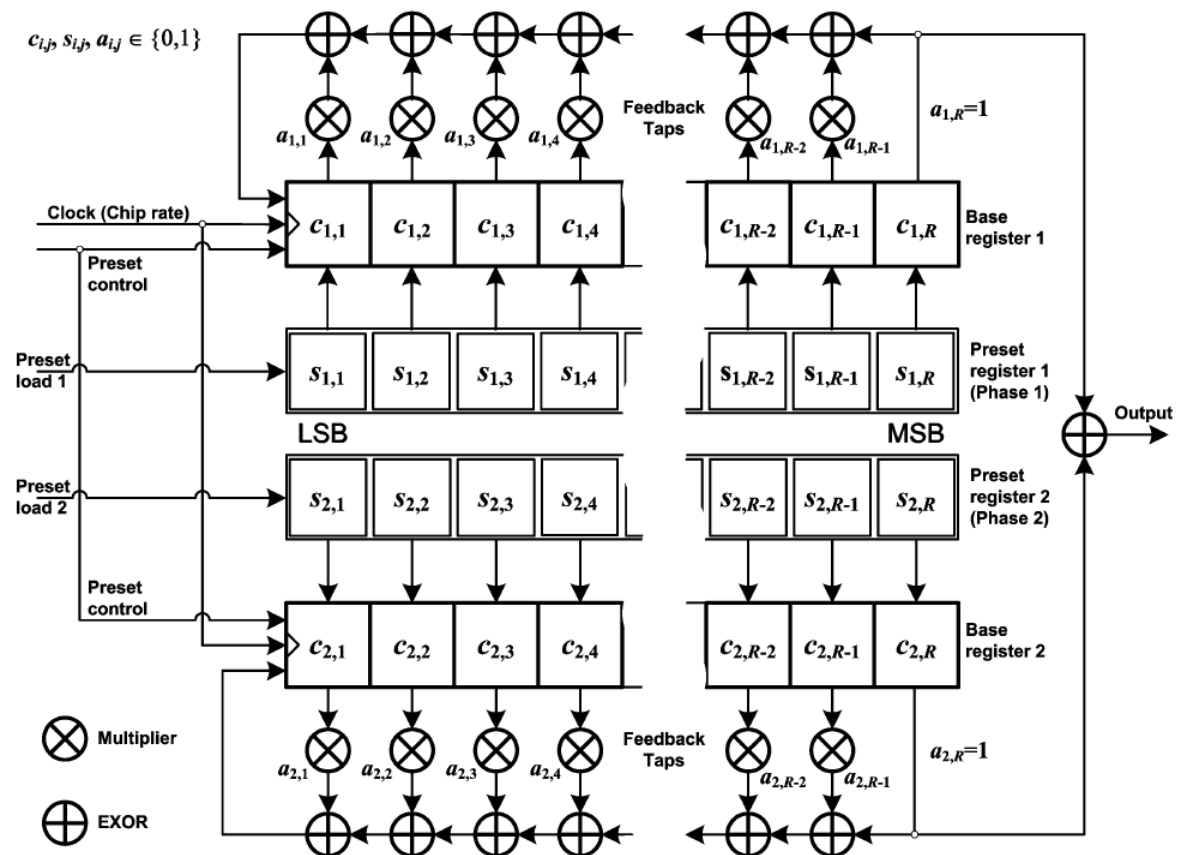 c_{i,j}, s_{i,j}, a_{i,j} ∈ {0,1}
a_{1,1} a_{1,2} a_{1,3} a_{1,4}
Feedback
Taps
a_{1,R-2} a_{1,R-1}
a_{1,R}=1
Clock (Chip rate)
c_{1,1} c_{1,2} c_{1,3} c_{1,4} c_{1,R-2} c_{1,R-1} c_{1,R}
Base
register 1
Preset
control
Preset
load 1
s_{1,1} s_{1,2} s_{1,3} s_{1,4} s_{1,R-2} s_{1,R-1} s_{1,R}
Preset
register 1
(Phase 1)
LSB MSB
Output
Preset
load 2
s_{2,1} s_{2,2} s_{2,3} s_{2,4} s_{2,R-2} s_{2,R-1} s_{2,R}
Preset
register 2
(Phase 2)
Preset
control
c_{2,1} c_{2,2} c_{2,3} c_{2,4} c_{2,R-2} c_{2,R-1} c_{2,R}
Base
register 2
Multiplier
a_{2,1} a_{2,2} a_{2,3} a_{2,4}
Feedback
Taps
a_{2,R-2} a_{2,R-1}
a_{2,R}=1
EXOR